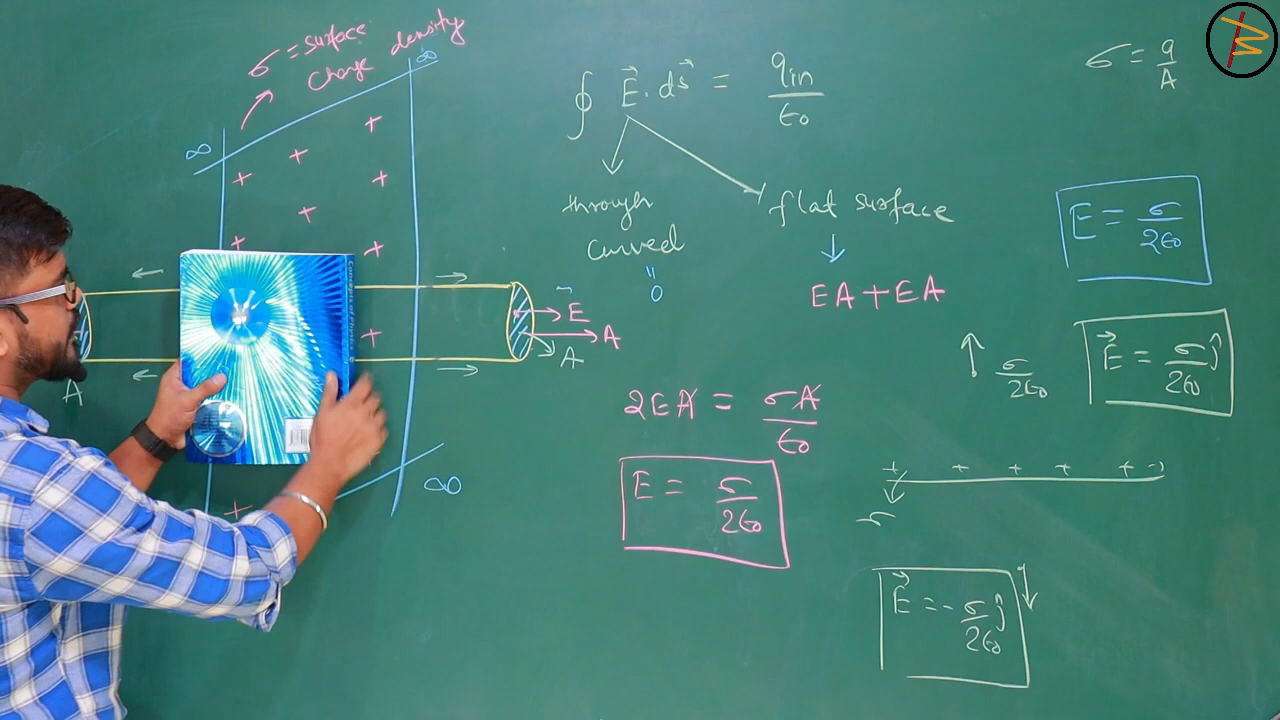 σ = surface
charge density
∞
∞
+
+
+
+
+
+
+
+
+
∞
A
E
A
A
∮ E⃗ . ds⃗ = qin/ε0
through
curved
"
0
flat surface
EA + EA
2EA = σA/ε0
E = σ/2ε0
σ = q/A
E = σ/2ε0
σ/2ε0
E⃗ = σ/2ε0 ĵ
+ + + + +
σ
E⃗ = - σ/2ε0 ĵ